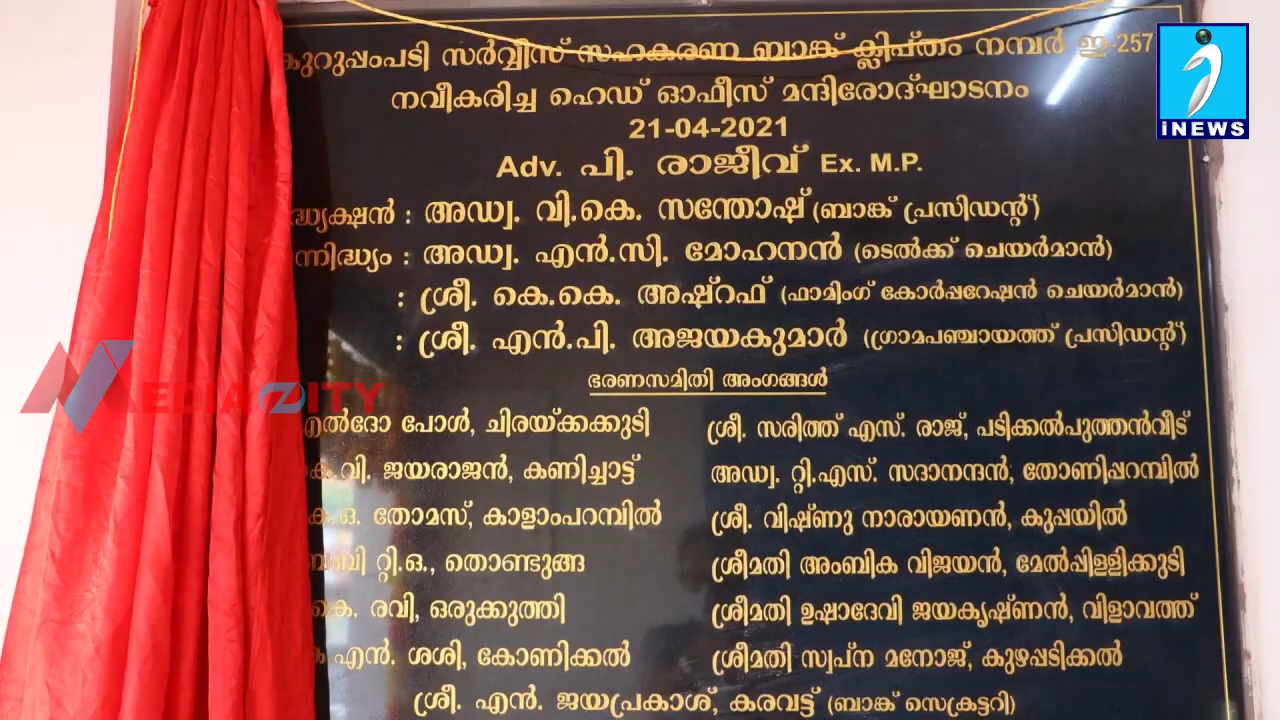 കുറുപ്പംപടി സർവ്വീസ് സഹകരണ ബാങ്ക് ക്ലിപ്തം നമ്പർ ഇ-257
നവീകരിച്ച ഹെഡ് ഓഫീസ് മന്ദിരോദ്ഘാടനം
21-04-2021
Adv. പി. രാജീവ് Ex. M.P.
: അഡ്വ. വി.കെ. സന്തോഷ് (ബാങ്ക് പ്രസിഡന്റ്)
: അഡ്വ. എൻ.സി. മോഹനൻ (ടെൽക്ക് ചെയർമാൻ)
: ശ്രീ. കെ.കെ. അഷ്റഫ് (ഫാമിംഗ് കോർപ്പറേഷൻ ചെയർമാൻ)
: ശ്രീ. എൻ.പി. അജയകുമാർ (ഗ്രാമപഞ്ചായത്ത് പ്രസിഡന്റ്)
ഭരണസമിതി അംഗങ്ങൾ
എൽദോ പോൾ, ചിരയ്ക്കക്കുടി
ശ്രീ. സരിത്ത് എസ്. രാജ്, പടിക്കൽപുത്തൻവീട്
കെ.വി. ജയരാജൻ, കണിച്ചാട്ട്
അഡ്വ. റ്റി.എസ്. സദാനന്ദൻ, തോണിപ്പറമ്പിൽ
കെ.ഒ. തോമസ്, കാളാംപറമ്പിൽ
ശ്രീ. വിഷ്ണു നാരായണൻ, കുപ്പയിൽ
റ്റി.ഒ., തൊണ്ടുങ്ങ
ശ്രീമതി അംബിക വിജയൻ, മേൽപ്പിള്ളിക്കുടി
കെ. രവി, ഒരുക്കുത്തി
ശ്രീമതി ഉഷാദേവി ജയകൃഷ്ണൻ, വിളാവത്ത്
എൻ. ശശി, കോണിക്കൽ
ശ്രീമതി സ്വപ്ന മനോജ്, കുഴപ്പടിക്കൽ
ശ്രീ. എൻ. ജയപ്രകാശ്, കരവട്ട് (ബാങ്ക് സെക്രട്ടറി)
iNEWS
MEDIA CITY